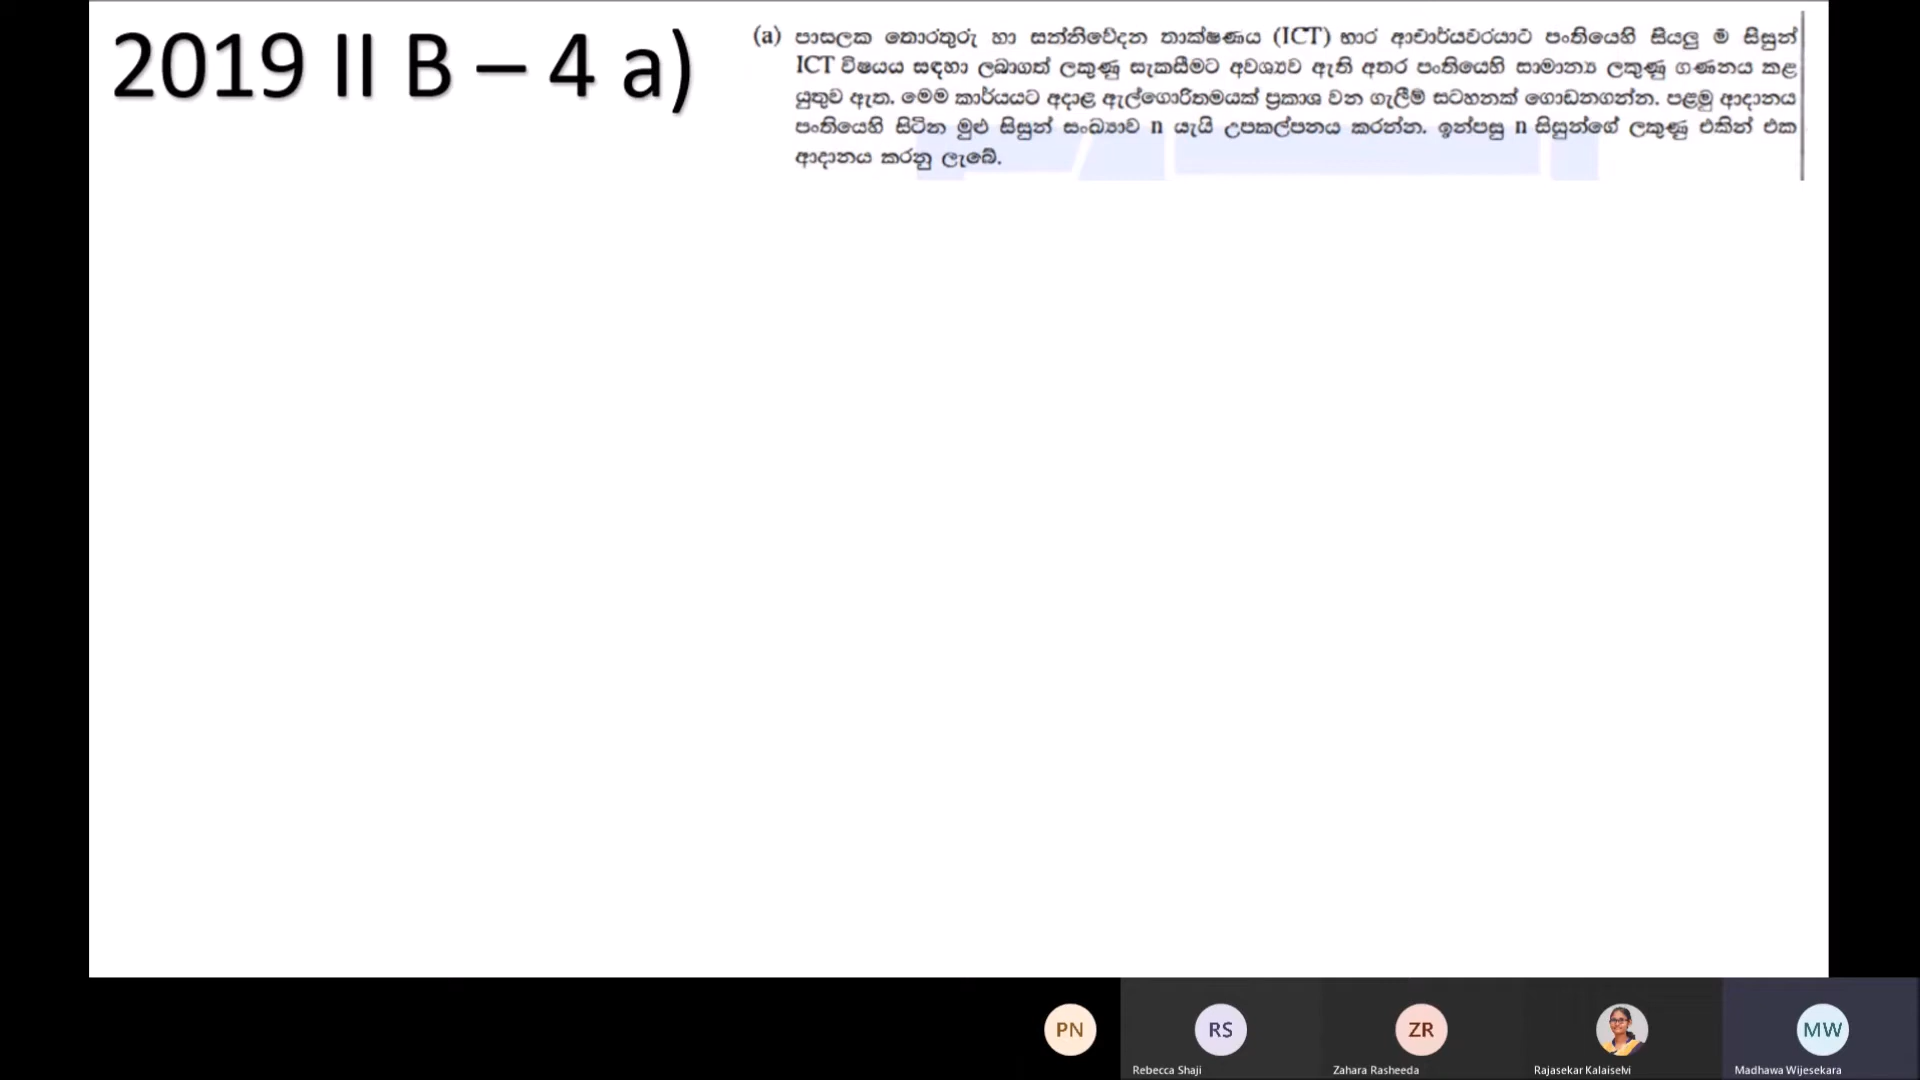 2019 II B – 4 a)
(a) පාසලක තොරතුරු හා සන්නිවේදන තාක්ෂණය (ICT) භාර ආචාර්යවරයාට පංතියෙහි සියලු ම සිසුන්
ICT විෂයය සඳහා ලබාගත් ලකුණු සැකසීමට අවශ්‍යව ඇති අතර පංතියෙහි සාමාන්‍ය ලකුණු ගණනය කළ
යුතුව ඇත. මෙම කාර්යයට අදාළ ඇල්ගොරිතමයක් ප්‍රකාශ වන ගැලීම් සටහනක් ගොඩනගන්න. පළමු ආදානය
පංතියෙහි සිටින මුළු සිසුන් සංඛ්‍යාව n යැයි උපකල්පනය කරන්න. ඉන්පසු n සිසුන්ගේ ලකුණු එකින් එක
ආදානය කරනු ලැබේ.
PN
RS
ZR
MW
Rebecca Shaji
Zahara Rasheeda
Rajasekar Kalaiselvi
Madhawa Wijesekara